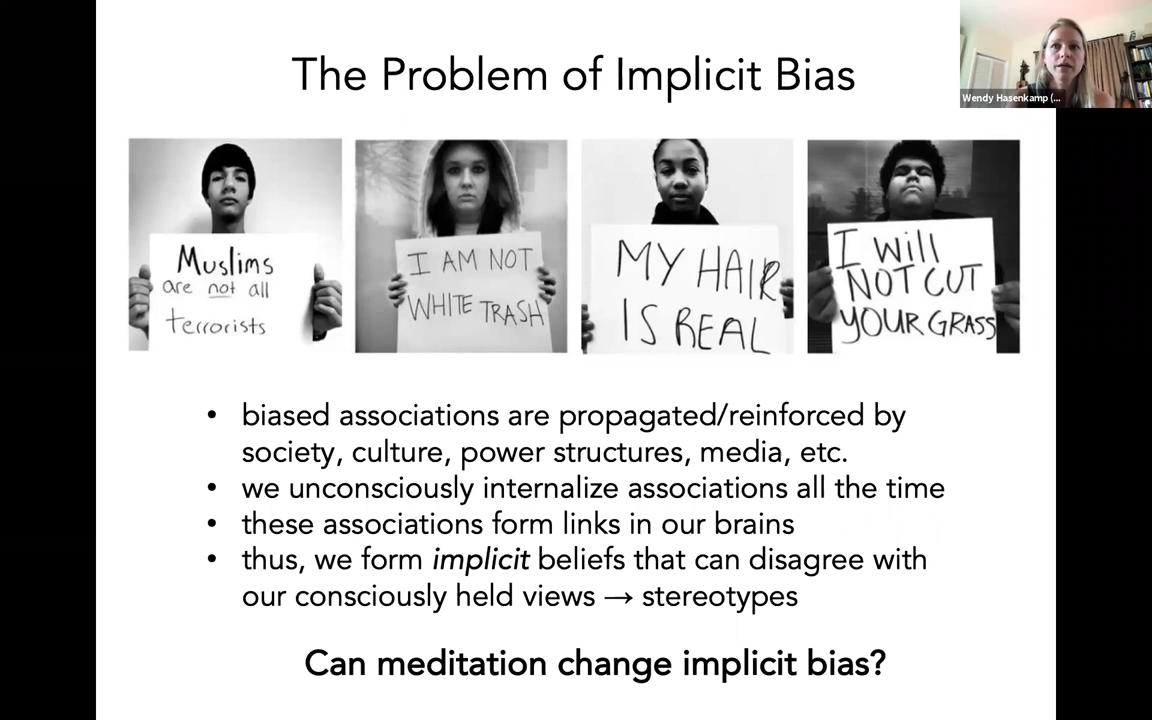 The Problem of Implicit Bias
Wendy Hasenkamp (...
Muslims
are not all
terrorists
I AM NOT
WHITE TRASH
MY HAIR
IS REAL
I Will
NOT CUT
YOUR GRASS
• biased associations are propagated/reinforced by
society, culture, power structures, media, etc.
• we unconsciously internalize associations all the time
• these associations form links in our brains
• thus, we form implicit beliefs that can disagree with
our consciously held views → stereotypes
Can meditation change implicit bias?